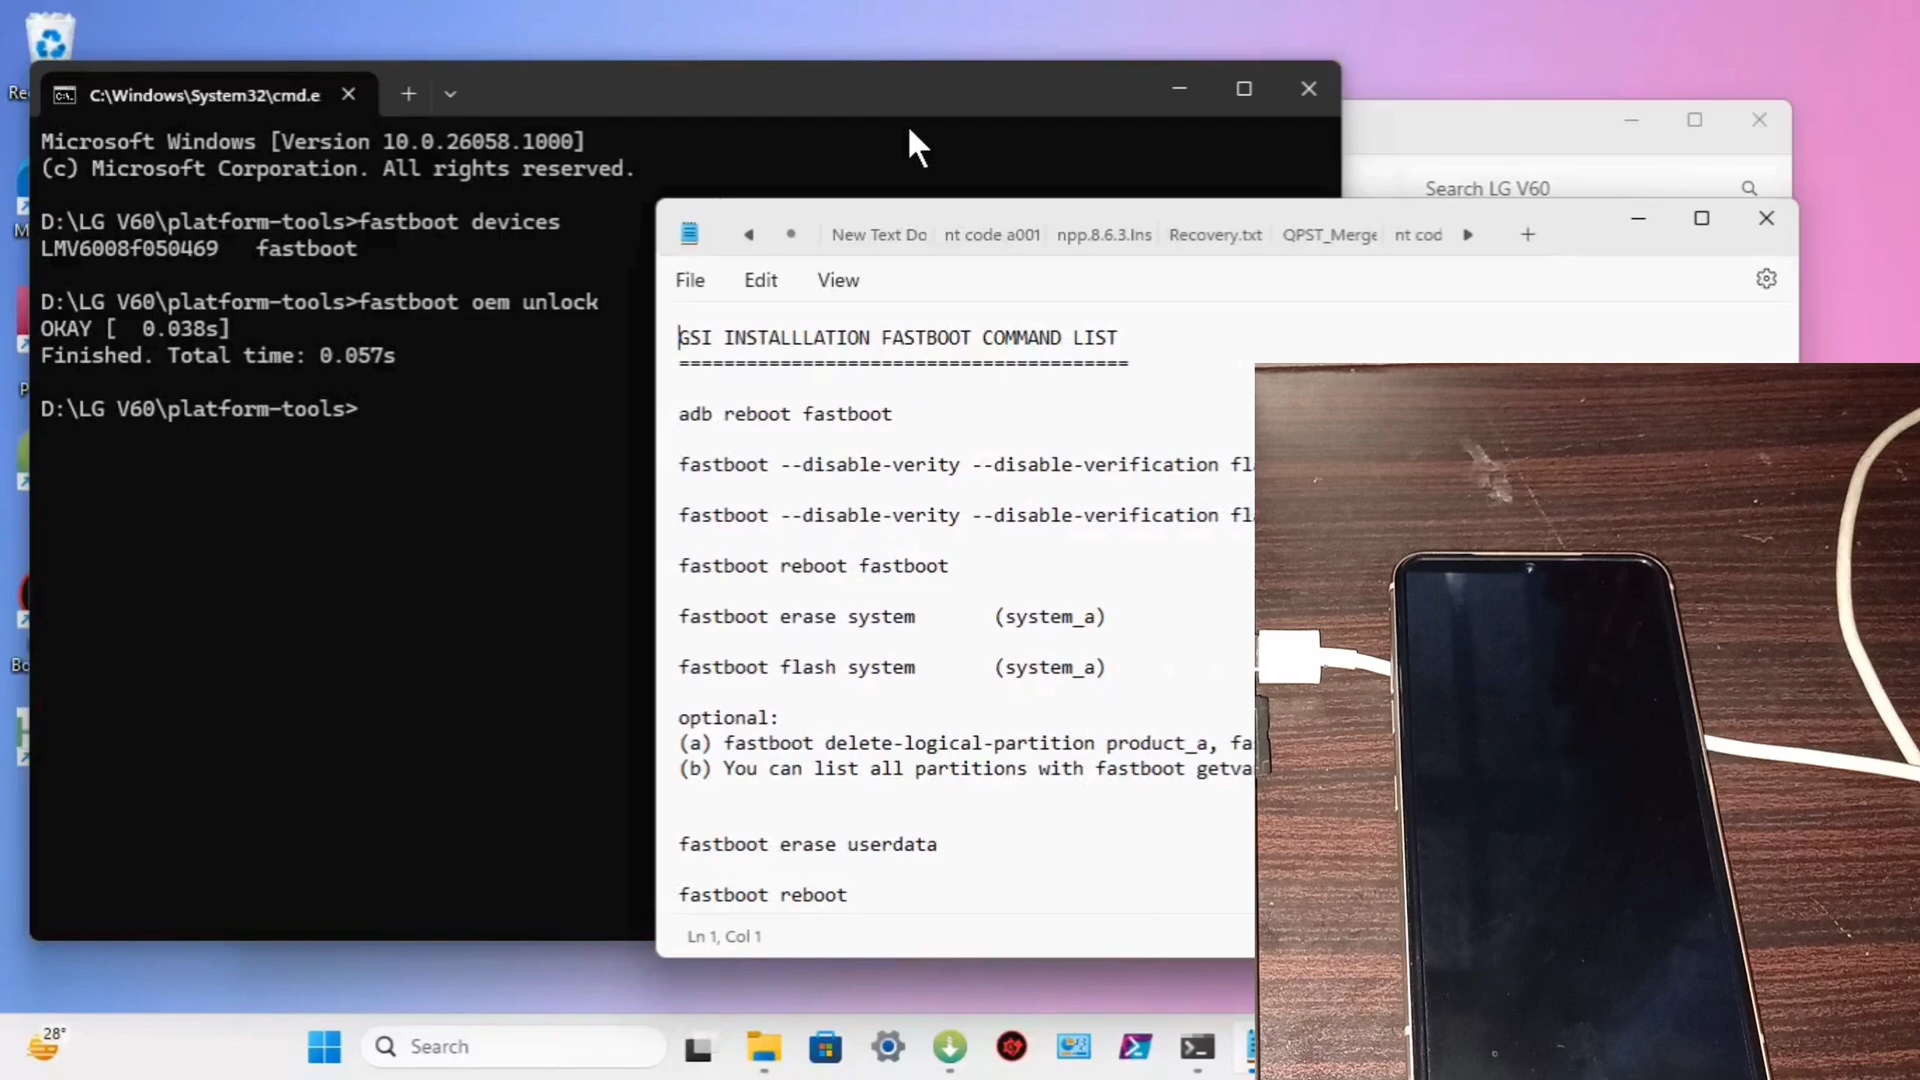 C:\Windows\System32\cmd.e
Microsoft Windows [Version 10.0.26058.1000]
(c) Microsoft Corporation. All rights reserved.
D:\LG V60\platform-tools>fastboot devices
LMV6008f050469 fastboot
D:\LG V60\platform-tools>fastboot oem unlock
OKAY [ 0.038s]
Finished. Total time: 0.057s
D:\LG V60\platform-tools>
Search LG V60
New Text Do nt code a001 npp.8.6.3.Ins Recovery.txt QPST_Merge nt cod
File Edit View
GSI INSTALLLATION FASTBOOT COMMAND LIST
========================================
adb reboot fastboot
fastboot --disable-verity --disable-verification fl
fastboot --disable-verity --disable-verification fl
fastboot reboot fastboot
fastboot erase system (system_a)
fastboot flash system (system_a)
optional:
(a) fastboot delete-logical-partition product_a, fa
(b) You can list all partitions with fastboot getva
fastboot erase userdata
fastboot reboot
Ln 1, Col 1
28°
Search